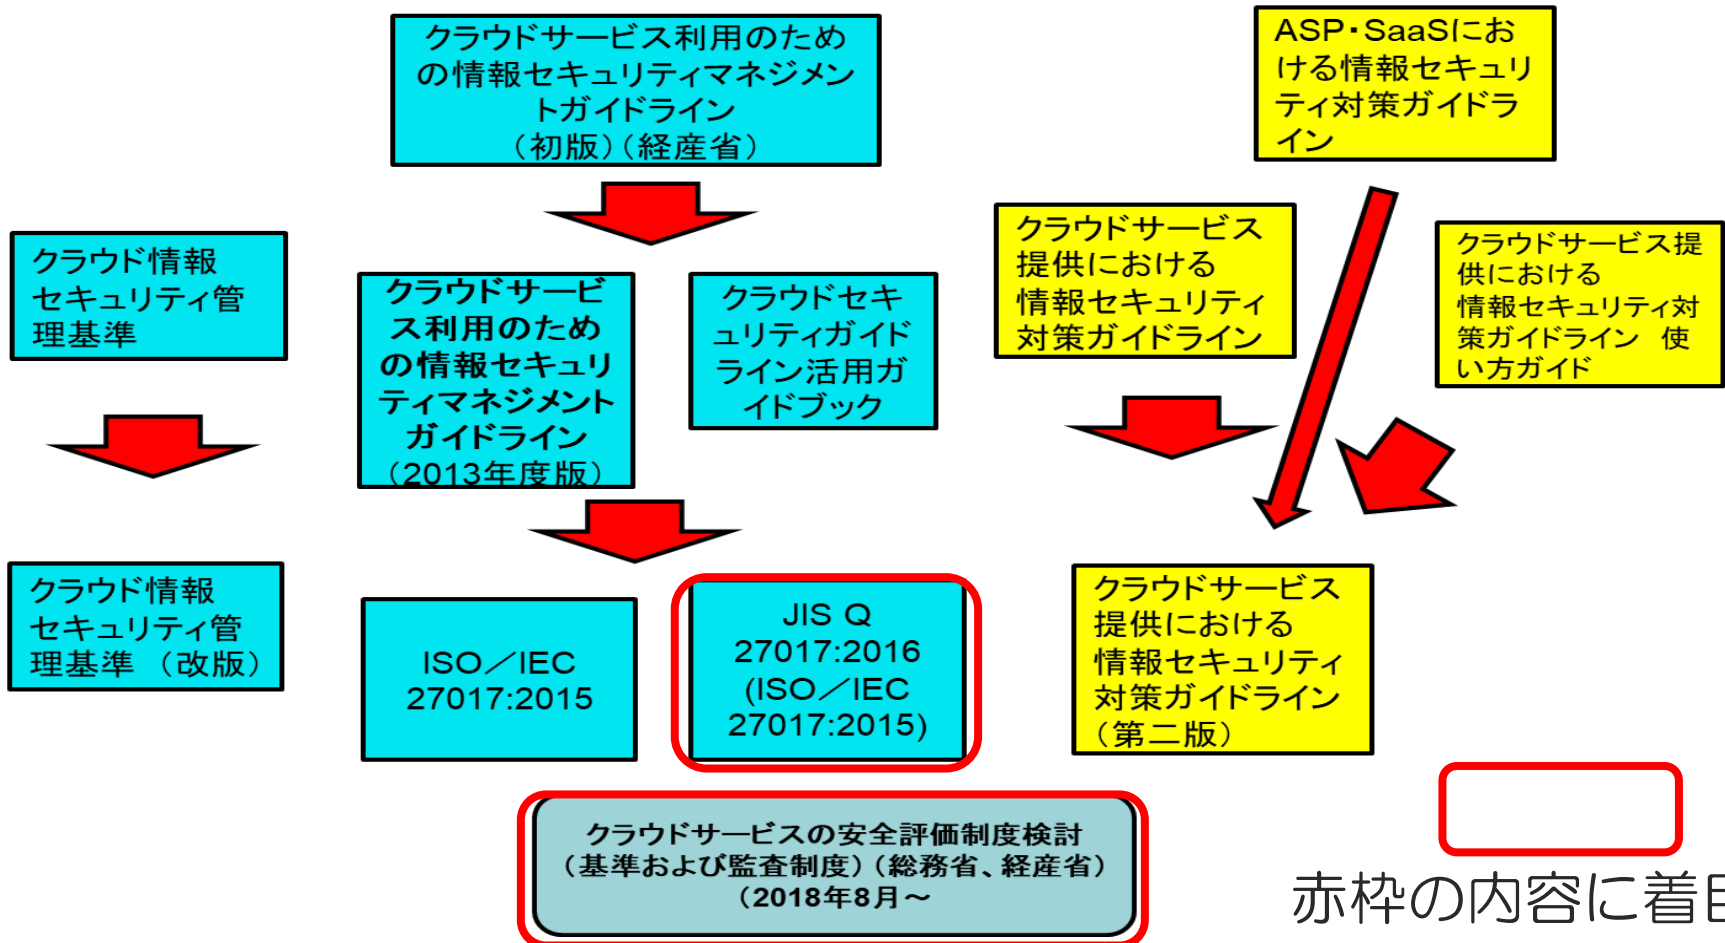 クラウドサービス利用のため
の情報セキュリティマネジメン
トガイドライン
（初版）（経産省）
ASP・SaaSにお
ける情報セキュリ
ティ対策ガイドラ
イン
クラウド情報
セキュリティ管
理基準
クラウドサービ
ス利用のため
の情報セキュリ
ティマネジメント
ガイドライン
（2013年度版）
クラウドセキ
ュリティガイド
ライン活用ガ
イドブック
クラウドサービス
提供における
情報セキュリティ
対策ガイドライン
クラウドサービス提
供における
情報セキュリティ対
策ガイドライン　使
い方ガイド
クラウド情報
セキュリティ管
理基準　（改版）
ISO／IEC
27017:2015
JIS Q
27017:2016
(ISO／IEC
27017:2015)
クラウドサービス
提供における
情報セキュリティ
対策ガイドライン
（第二版）
クラウドサービスの安全評価制度検討
（基準および監査制度）（総務省、経産省）
（2018年8月～
赤枠の内容に着目